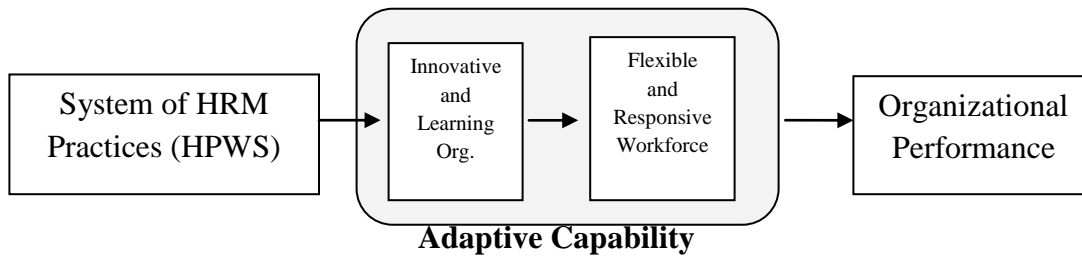 System of HRM
Practices (HPWS)
Innovative
and
Learning
Org.
Flexible
and
Responsive
Workforce
Organizational
Performance
Adaptive Capability